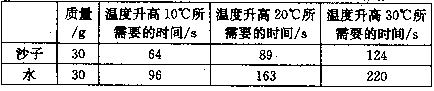 质量/g 温度升高10℃所需要的时间/s 温度升高20℃所需要的时间/s 温度升高30℃所需要的时间/s
沙子 30 64 89 124
水 30 96 163 220